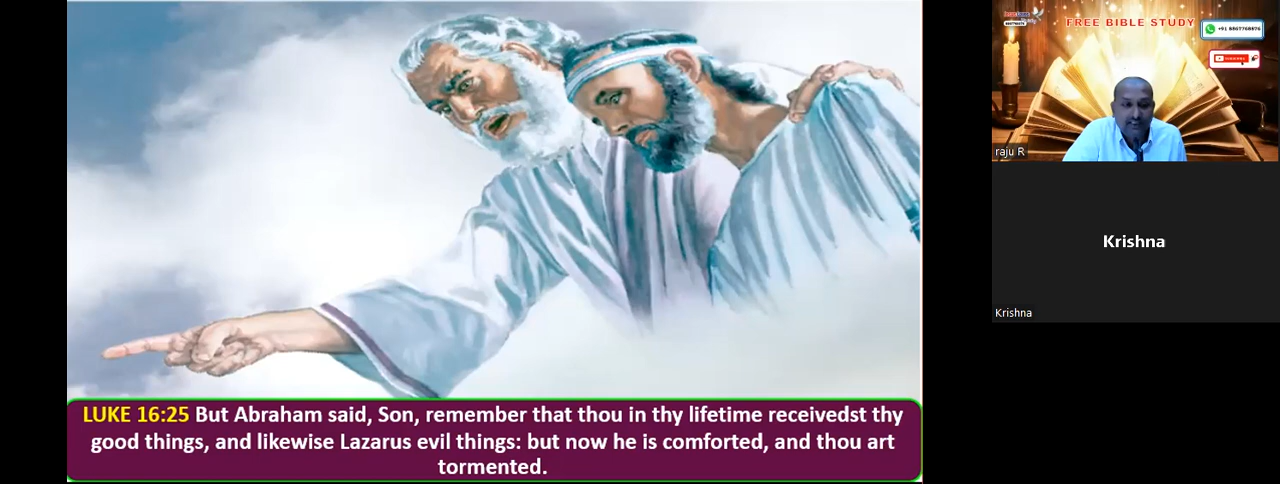 LUKE 16:25 But Abraham said, Son, remember that thou in thy lifetime receivedst thy
good things, and likewise Lazarus evil things: but now he is comforted, and thou art
tormented.
FREE BIBLE STUDY
raju R
Krishna
Krishna